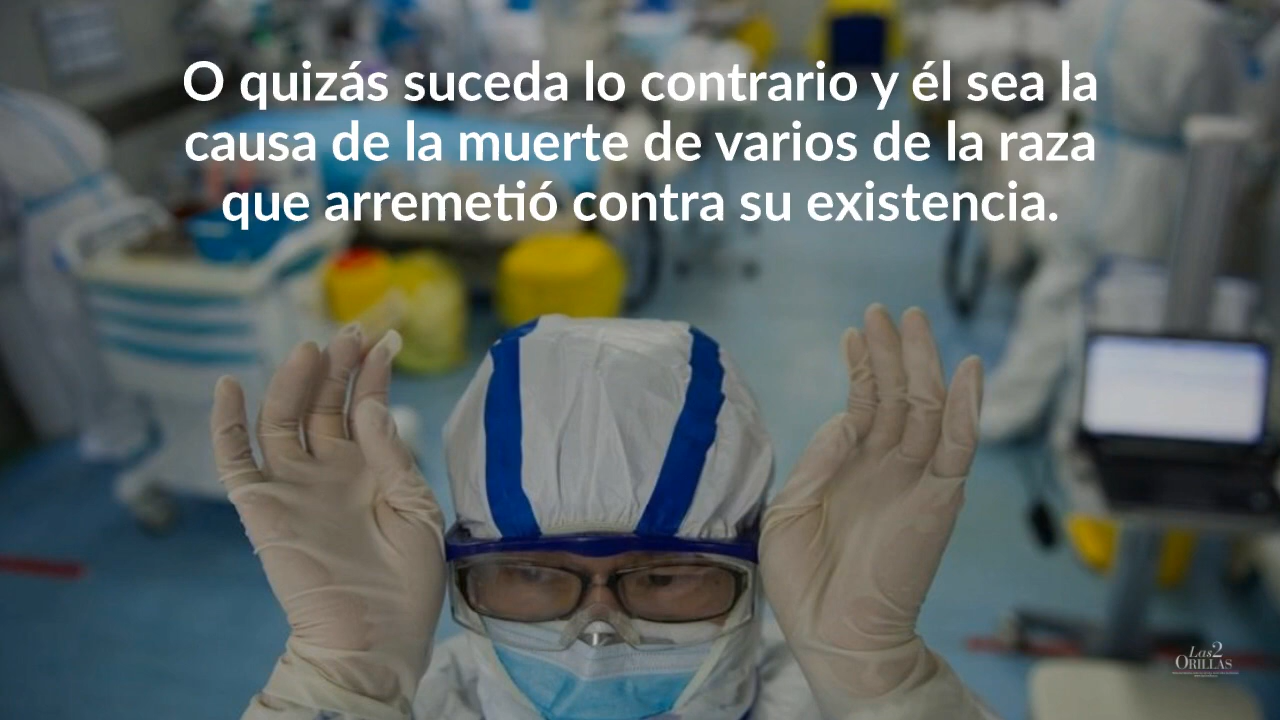 O quizás suceda lo contrario y él sea la
causa de la muerte de varios de la raza
que arremetió contra su existencia.
Las2
ORILLAS